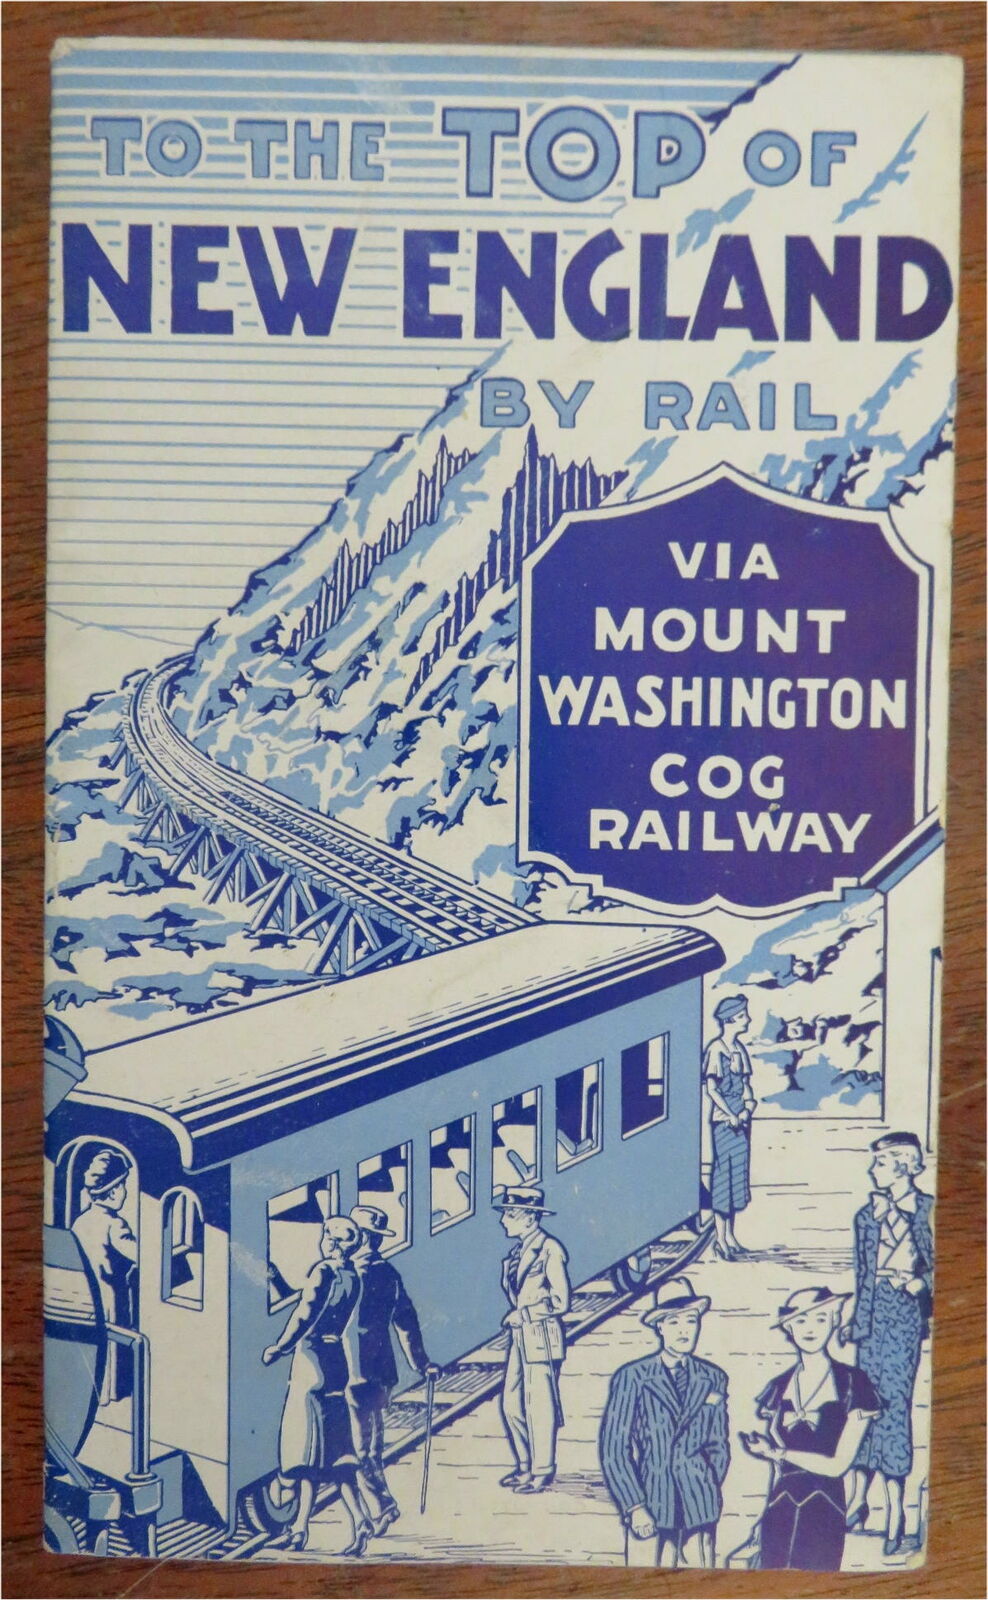 TO THE TOP OF
NEW ENGLAND
BY RAIL
VIA
MOUNT
WASHINGTON
COG
RAILWAY